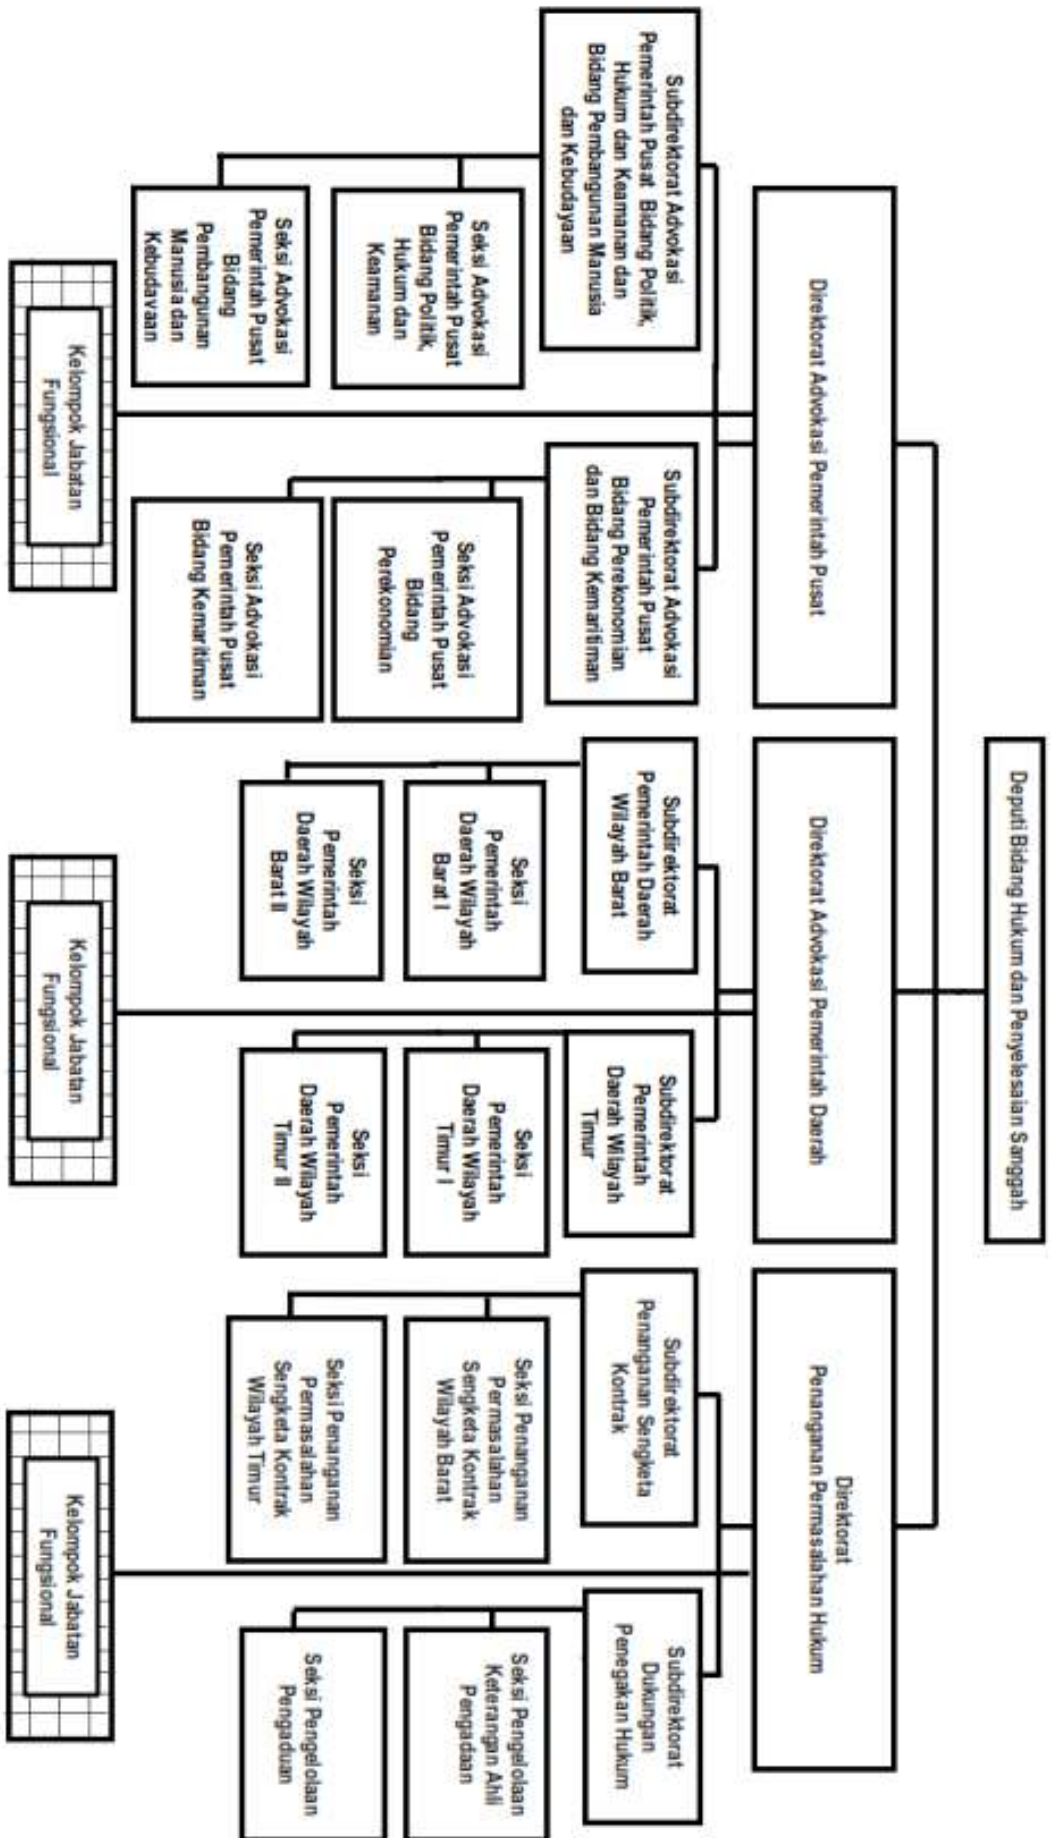 Deputi Bidang Hukum dan Penyelesaian Sanggah
Direktorat Advokasi Pemerintah Pusat
Direktorat Advokasi Pemerintah Daerah
Direktorat
Penanganan Permasalahan Hukum
Subdirektorat Advokasi
Pemerintah Pusat Bidang Politik,
Hukum dan Keamanan dan
Bidang Pembangunan Manusia
dan Kebudayaan
Seksi Advokasi
Pemerintah Pusat
Bidang Politik,
Hukum dan
Keamanan
Seksi Advokasi
Pemerintah Pusat
Bidang
Pembangunan
Manusia dan
Kebudayaan
Subdirektorat Advokasi
Pemerintah Pusat
Bidang Perekonomian
dan Bidang Kemaritiman
Seksi Advokasi
Pemerintah Pusat
Bidang
Perekonomian
Seksi Advokasi
Pemerintah Pusat
Bidang Kemaritiman
Kelompok Jabatan
Fungsional
Subdirektorat
Pemerintah Daerah
Wilayah Barat
Seksi
Pemerintah
Daerah Wilayah
Barat I
Seksi
Pemerintah
Daerah Wilayah
Barat II
Subdirektorat
Pemerintah
Daerah Wilayah
Timur
Seksi
Pemerintah
Daerah Wilayah
Timur I
Seksi
Pemerintah
Daerah Wilayah
Timur II
Kelompok Jabatan
Fungsional
Subdirektorat
Penanganan Sengketa
Kontrak
Seksi Penanganan
Permasalahan
Sengketa Kontrak
Wilayah Barat
Seksi Penanganan
Permasalahan
Sengketa Kontrak
Wilayah Timur
Subdirektorat
Dukungan
Penegakan Hukum
Seksi Pengelolaan
Keterangan Ahli
Pengadaan
Seksi Pengelolaan
Pengaduan
Kelompok Jabatan
Fungsional